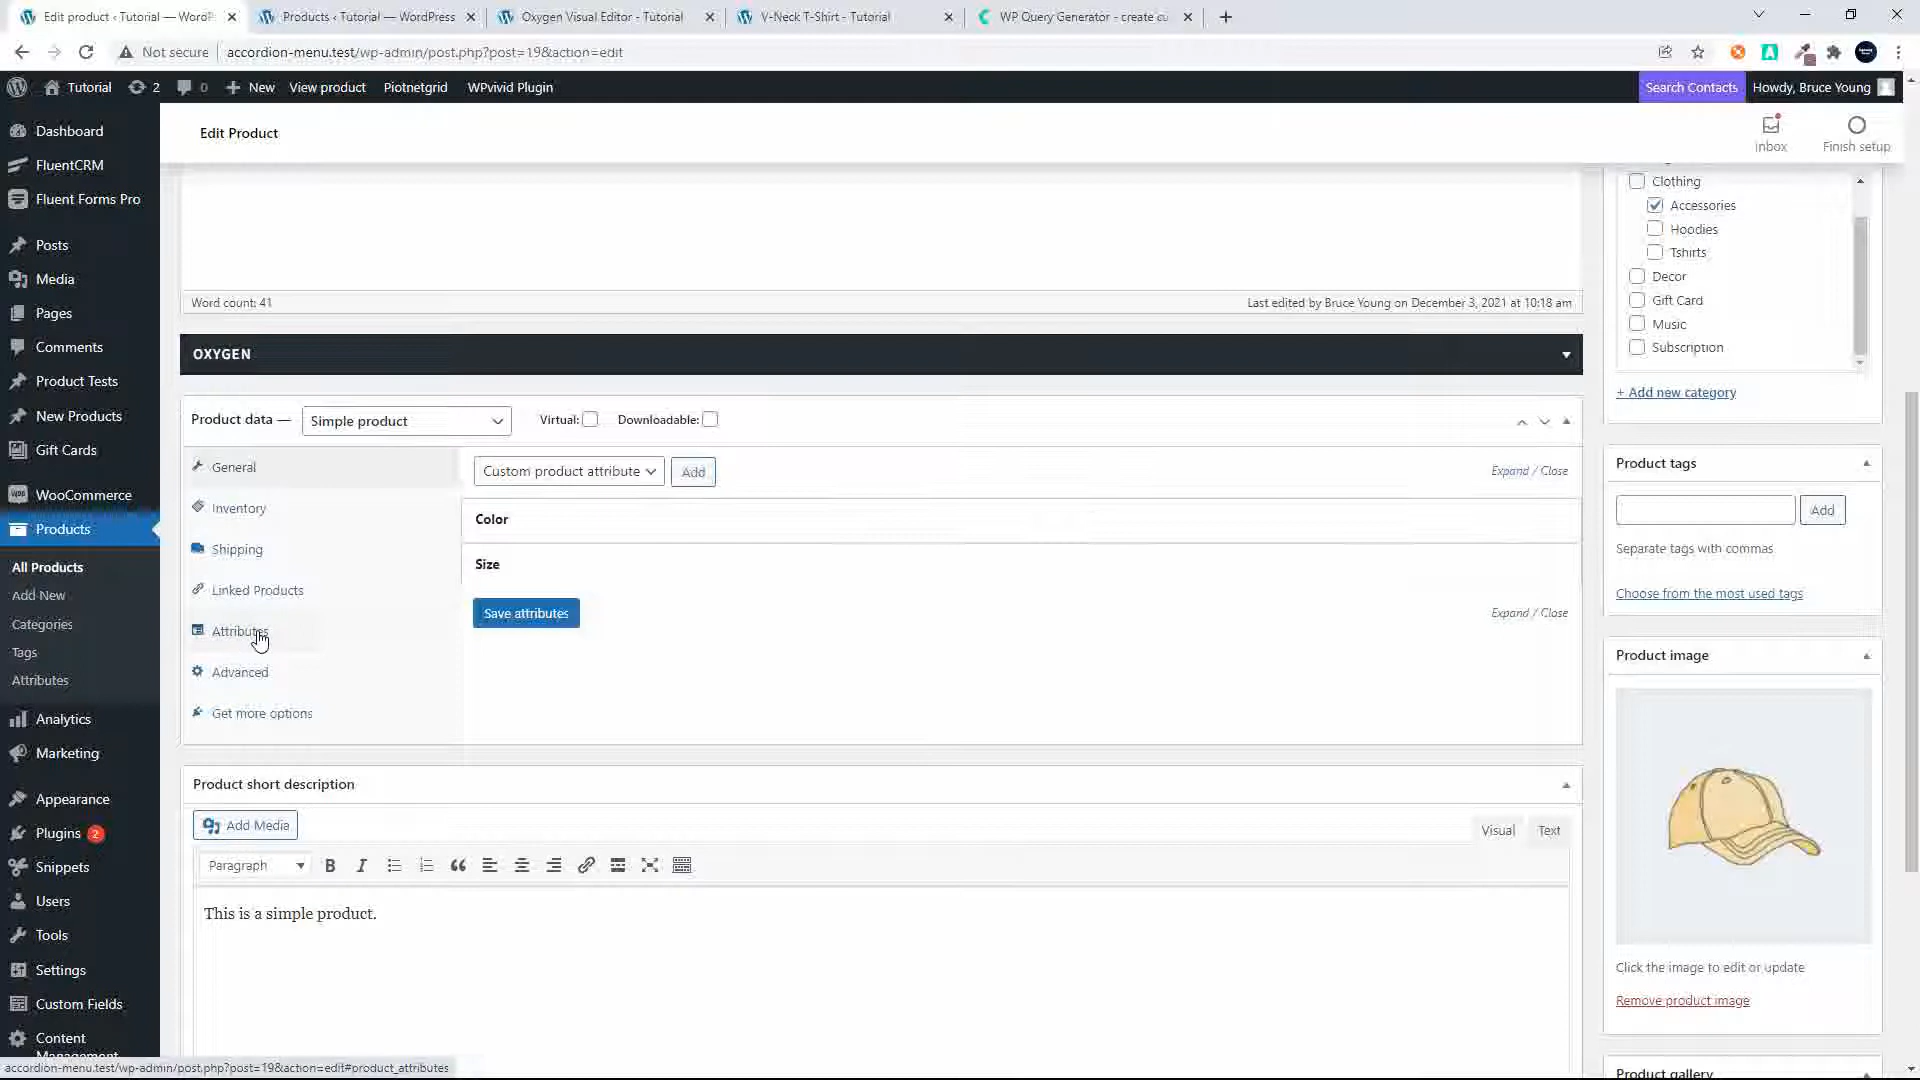 Edit product ‹ Tutorial — WordP
Products ‹ Tutorial — WordPress
Oxygen Visual Editor - Tutorial
V-Neck T-Shirt - Tutorial
WP Query Generator - create cu
Not secure
accordion-menu.test/wp-admin/post.php?post=19&action=edit
Tutorial
2
0
New
View product
Piotnetgrid
WPvivid Plugin
Search Contacts
Howdy, Bruce Young
Dashboard
FluentCRM
Fluent Forms Pro
Posts
Media
Pages
Comments
Product Tests
New Products
Gift Cards
WooCommerce
Products
All Products
Add New
Categories
Tags
Attributes
Analytics
Marketing
Appearance
Plugins 2
Snippets
Users
Tools
Settings
Custom Fields
Content
Management
Edit Product
Inbox
Finish setup
Word count: 41
Last edited by Bruce Young on December 3, 2021 at 10:18 am
OXYGEN
Product data —
Simple product
Virtual:
Downloadable:
General
Inventory
Shipping
Linked Products
Attributes
Advanced
Get more options
Custom product attribute
Add
Expand / Close
Color
Size
Save attributes
Expand / Close
Product short description
Add Media
Visual
Text
Paragraph
This is a simple product.
Clothing
Accessories
Hoodies
Tshirts
Decor
Gift Card
Music
Subscription
+ Add new category
Product tags
Add
Separate tags with commas
Choose from the most used tags
Product image
Click the image to edit or update
Remove product image
Product gallery
accordion-menu.test/wp-admin/post.php?post=19&action=edit#product_attributes